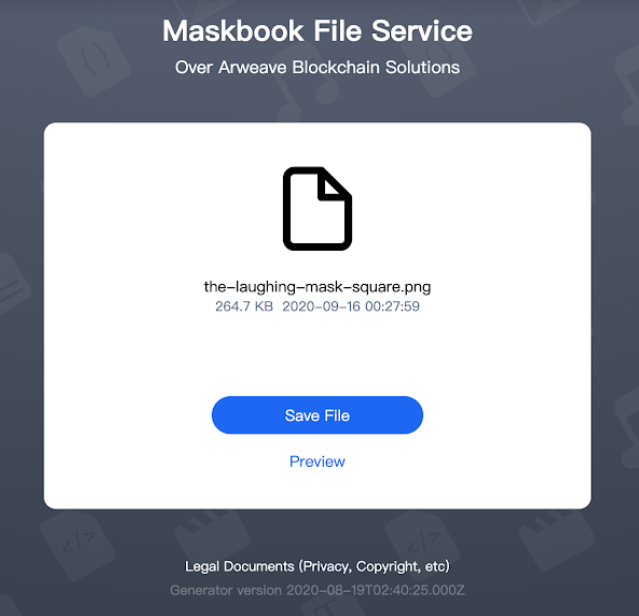 Maskbook File Service
Over Arweave Blockchain Solutions
the-laughing-mask-square.png
264.7 KB 2020-09-16 00:27:59
Save File
Preview
Legal Documents (Privacy, Copyright, etc)
Generator version 2020-08-19T02:40:25.000Z